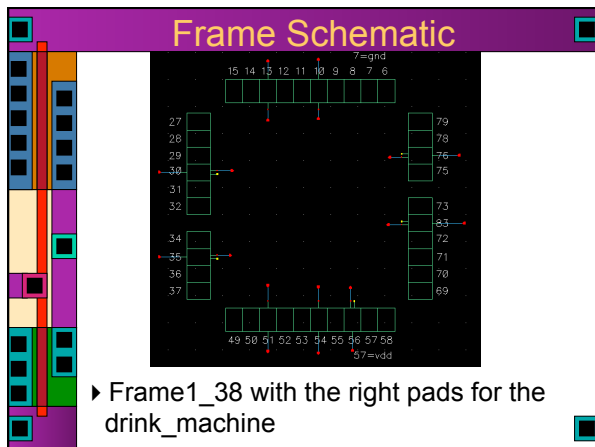 Frame Schematic
7=gnd
15 14 13 12 11 10 9 8 7 6
27
28
29
30
31
32
34
35
36
37
79
78
76
75
73
83
72
71
70
69
49 50 51 52 53 54 55 56 57 58
57=vdd
Frame1_38 with the right pads for the
drink_machine